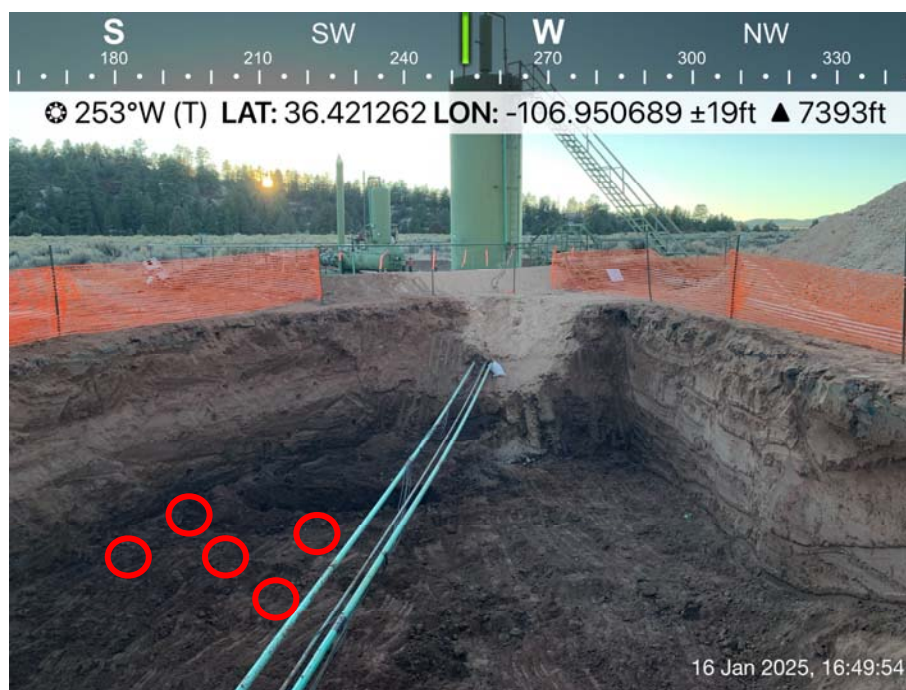 S SW W NW
180 210 240 270 300 330
253°W (T) LAT: 36.421262 LON: -106.950689 ±19ft ▲ 7393ft
16 Jan 2025, 16:49:54